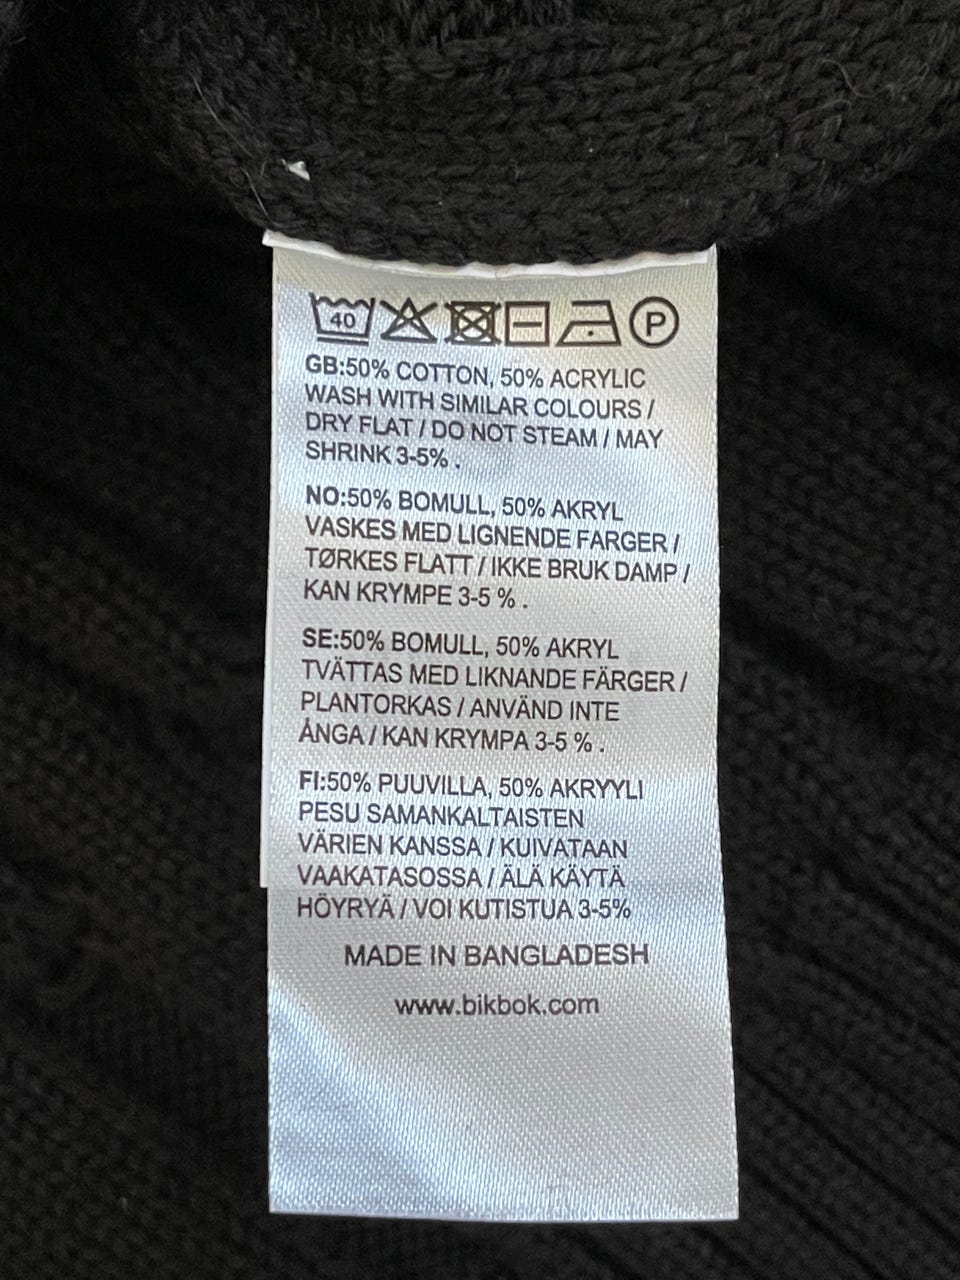 40 P
GB:50% COTTON, 50% ACRYLIC
WASH WITH SIMILAR COLOURS /
DRY FLAT / DO NOT STEAM / MAY
SHRINK 3-5% .
NO:50% BOMULL, 50% AKRYL
VASKES MED LIGNENDE FARGER /
TØRKES FLATT / IKKE BRUK DAMP /
KAN KRYMPE 3-5 % .
SE:50% BOMULL, 50% AKRYL
TVÄTTAS MED LIKNANDE FÄRGER /
PLANTORKAS / ANVÄND INTE
ÅNGA / KAN KRYMPA 3-5 % .
FI:50% PUUVILLA, 50% AKRYYLI
PESU SAMANKALTAISTEN
VÄRIEN KANSSA / KUIVATAAN
VAAKATASOSSA / ÄLÄ KÄYTÄ
HÖYRYÄ / VOI KUTISTUA 3-5%
MADE IN BANGLADESH
www.bikbok.com